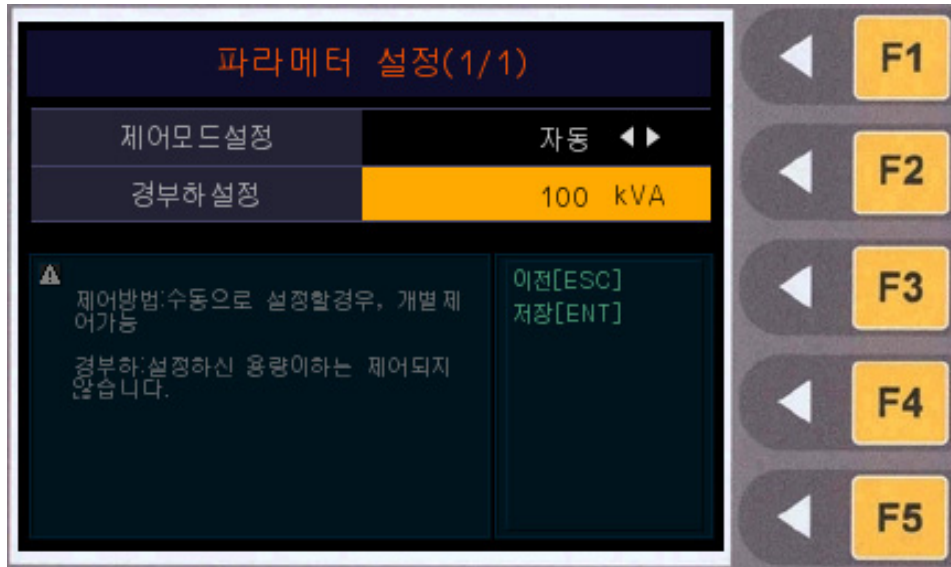 파라메터 설정(1/1)
제어모드설정 자동
경부하설정 100 kVA
제어방법:수동으로 설정할경우, 개별제
어가능
경부하:설정하신 용량이하는 제어되지
않습니다.
이전[ESC]
저장[ENT]
F1
F2
F3
F4
F5